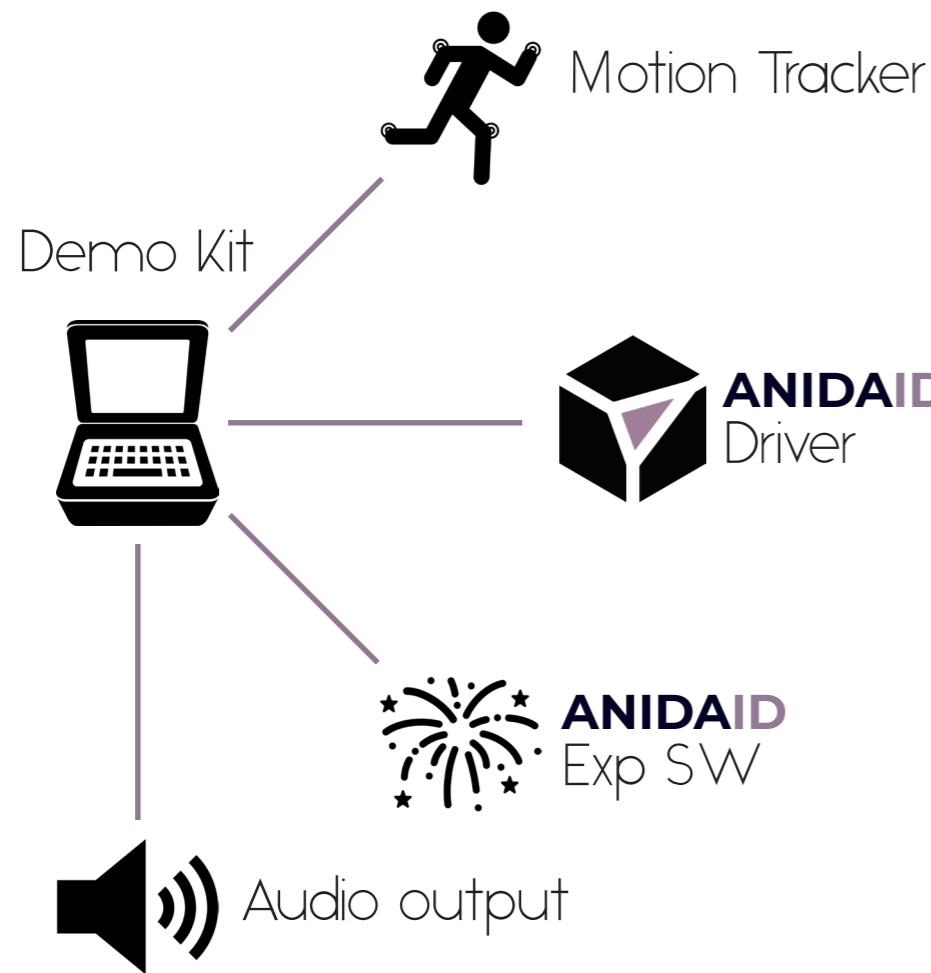 Motion Tracker
Demo Kit
ANIDAID
Driver
ANIDAID
Exp SW
Audio output